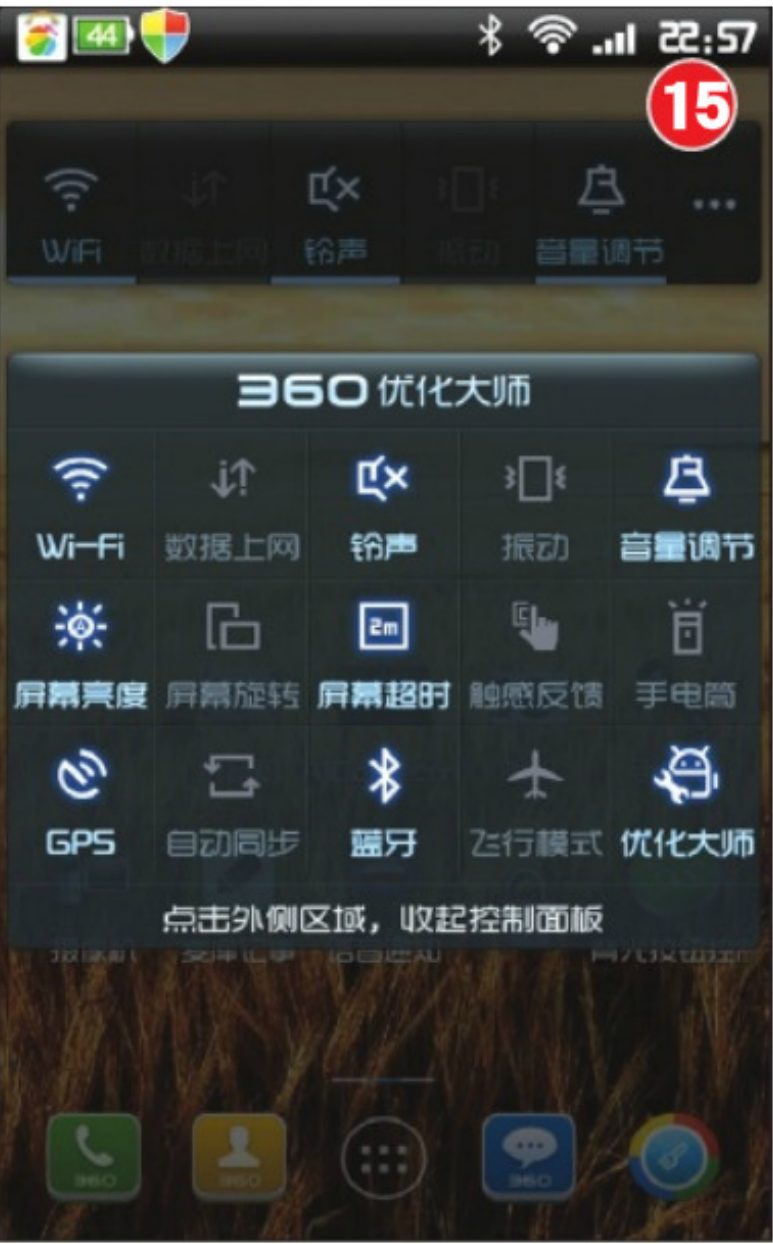 44 22:57
15
WiFi 数据上网 铃声 振动 音量调节
360优化大师
Wi-Fi 数据上网 铃声 振动 音量调节
2m
屏幕亮度 屏幕旋转 屏幕超时 触感反馈 手电筒
GPS 自动同步 蓝牙 飞行模式 优化大师
点击外侧区域，收起控制面板
360 360 360